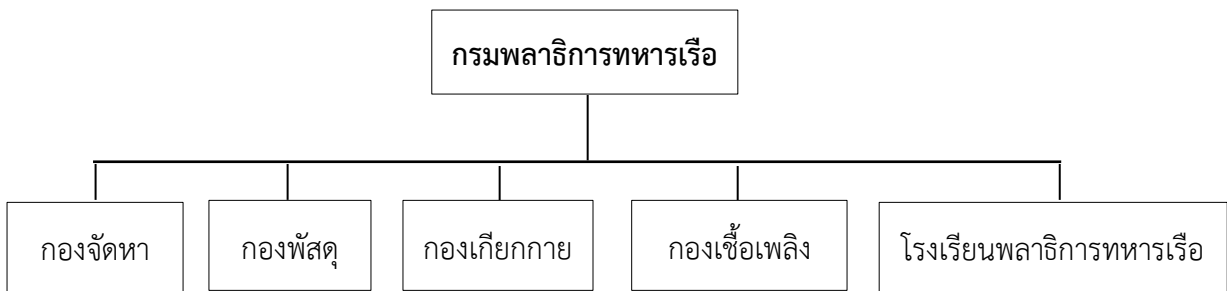 กรมพลาธิการทหารเรือ
กองจัดหา
กองพัสดุ
กองเกียกกาย
กองเชื้อเพลิง
โรงเรียนพลาธิการทหารเรือ